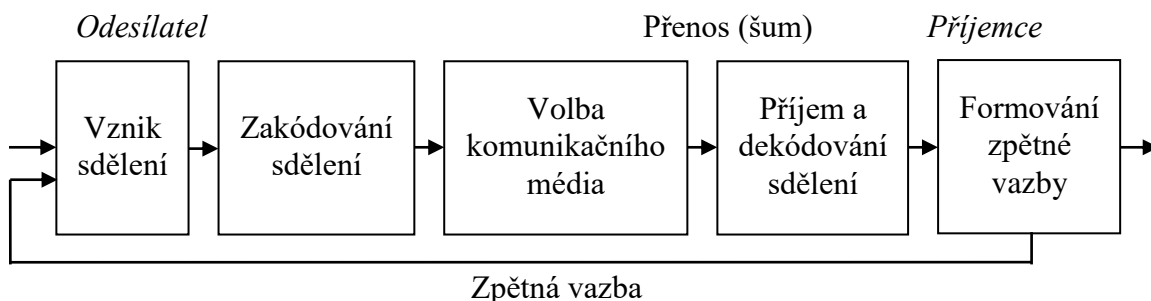 Odesílatel
Přenos (šum)
Příjemce
Vznik
sdělení
Zakódování
sdělení
Volba
komunikačního
média
Příjem a
dekódování
sdělení
Formování
zpětné
vazby
Zpětná vazba